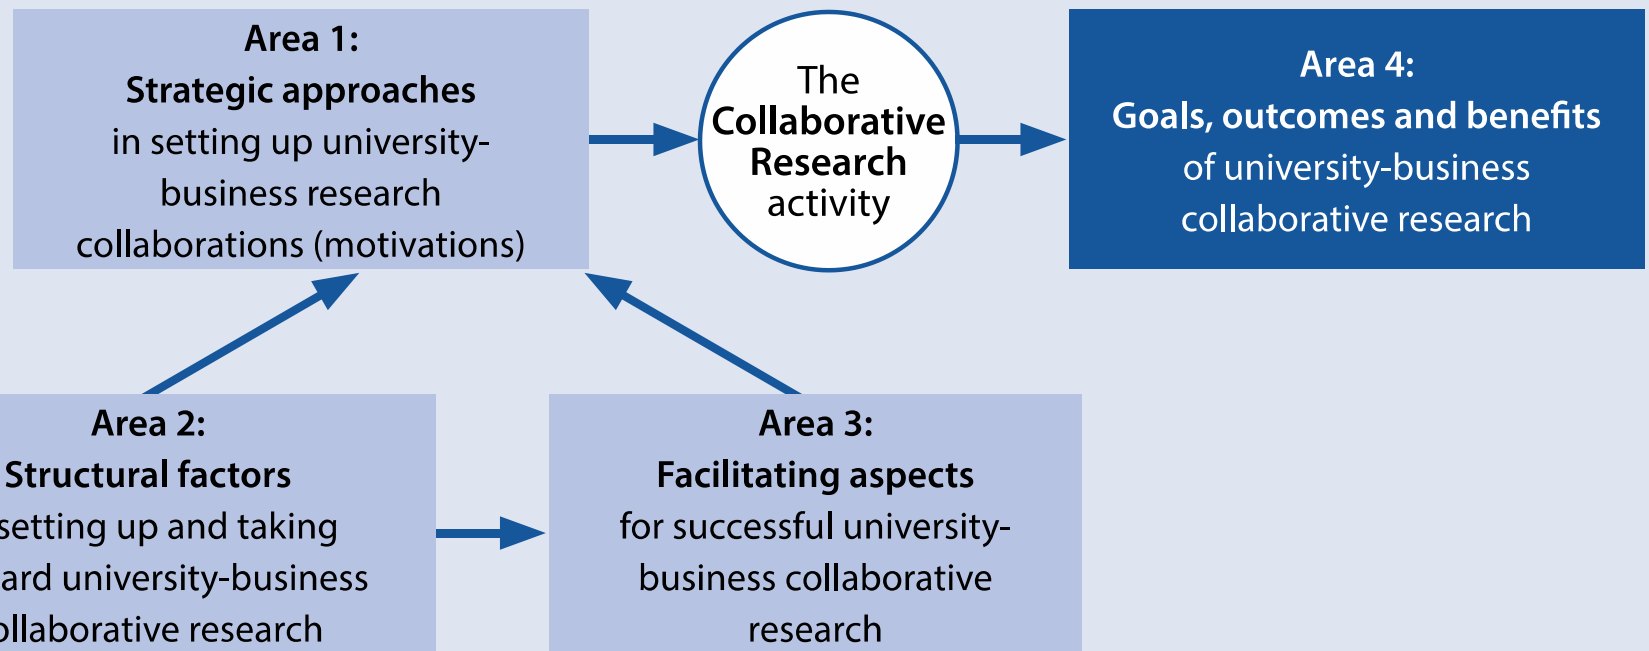 Area 1:
Strategic approaches
in setting up university-
business research
collaborations (motivations)
The
Collaborative
Research
activity
Area 4:
Goals, outcomes and benefits
of university-business
collaborative research
Area 2:
Structural factors
setting up and taking
university-business
research
Area 3:
Facilitating aspects
for successful university-
business collaborative
research